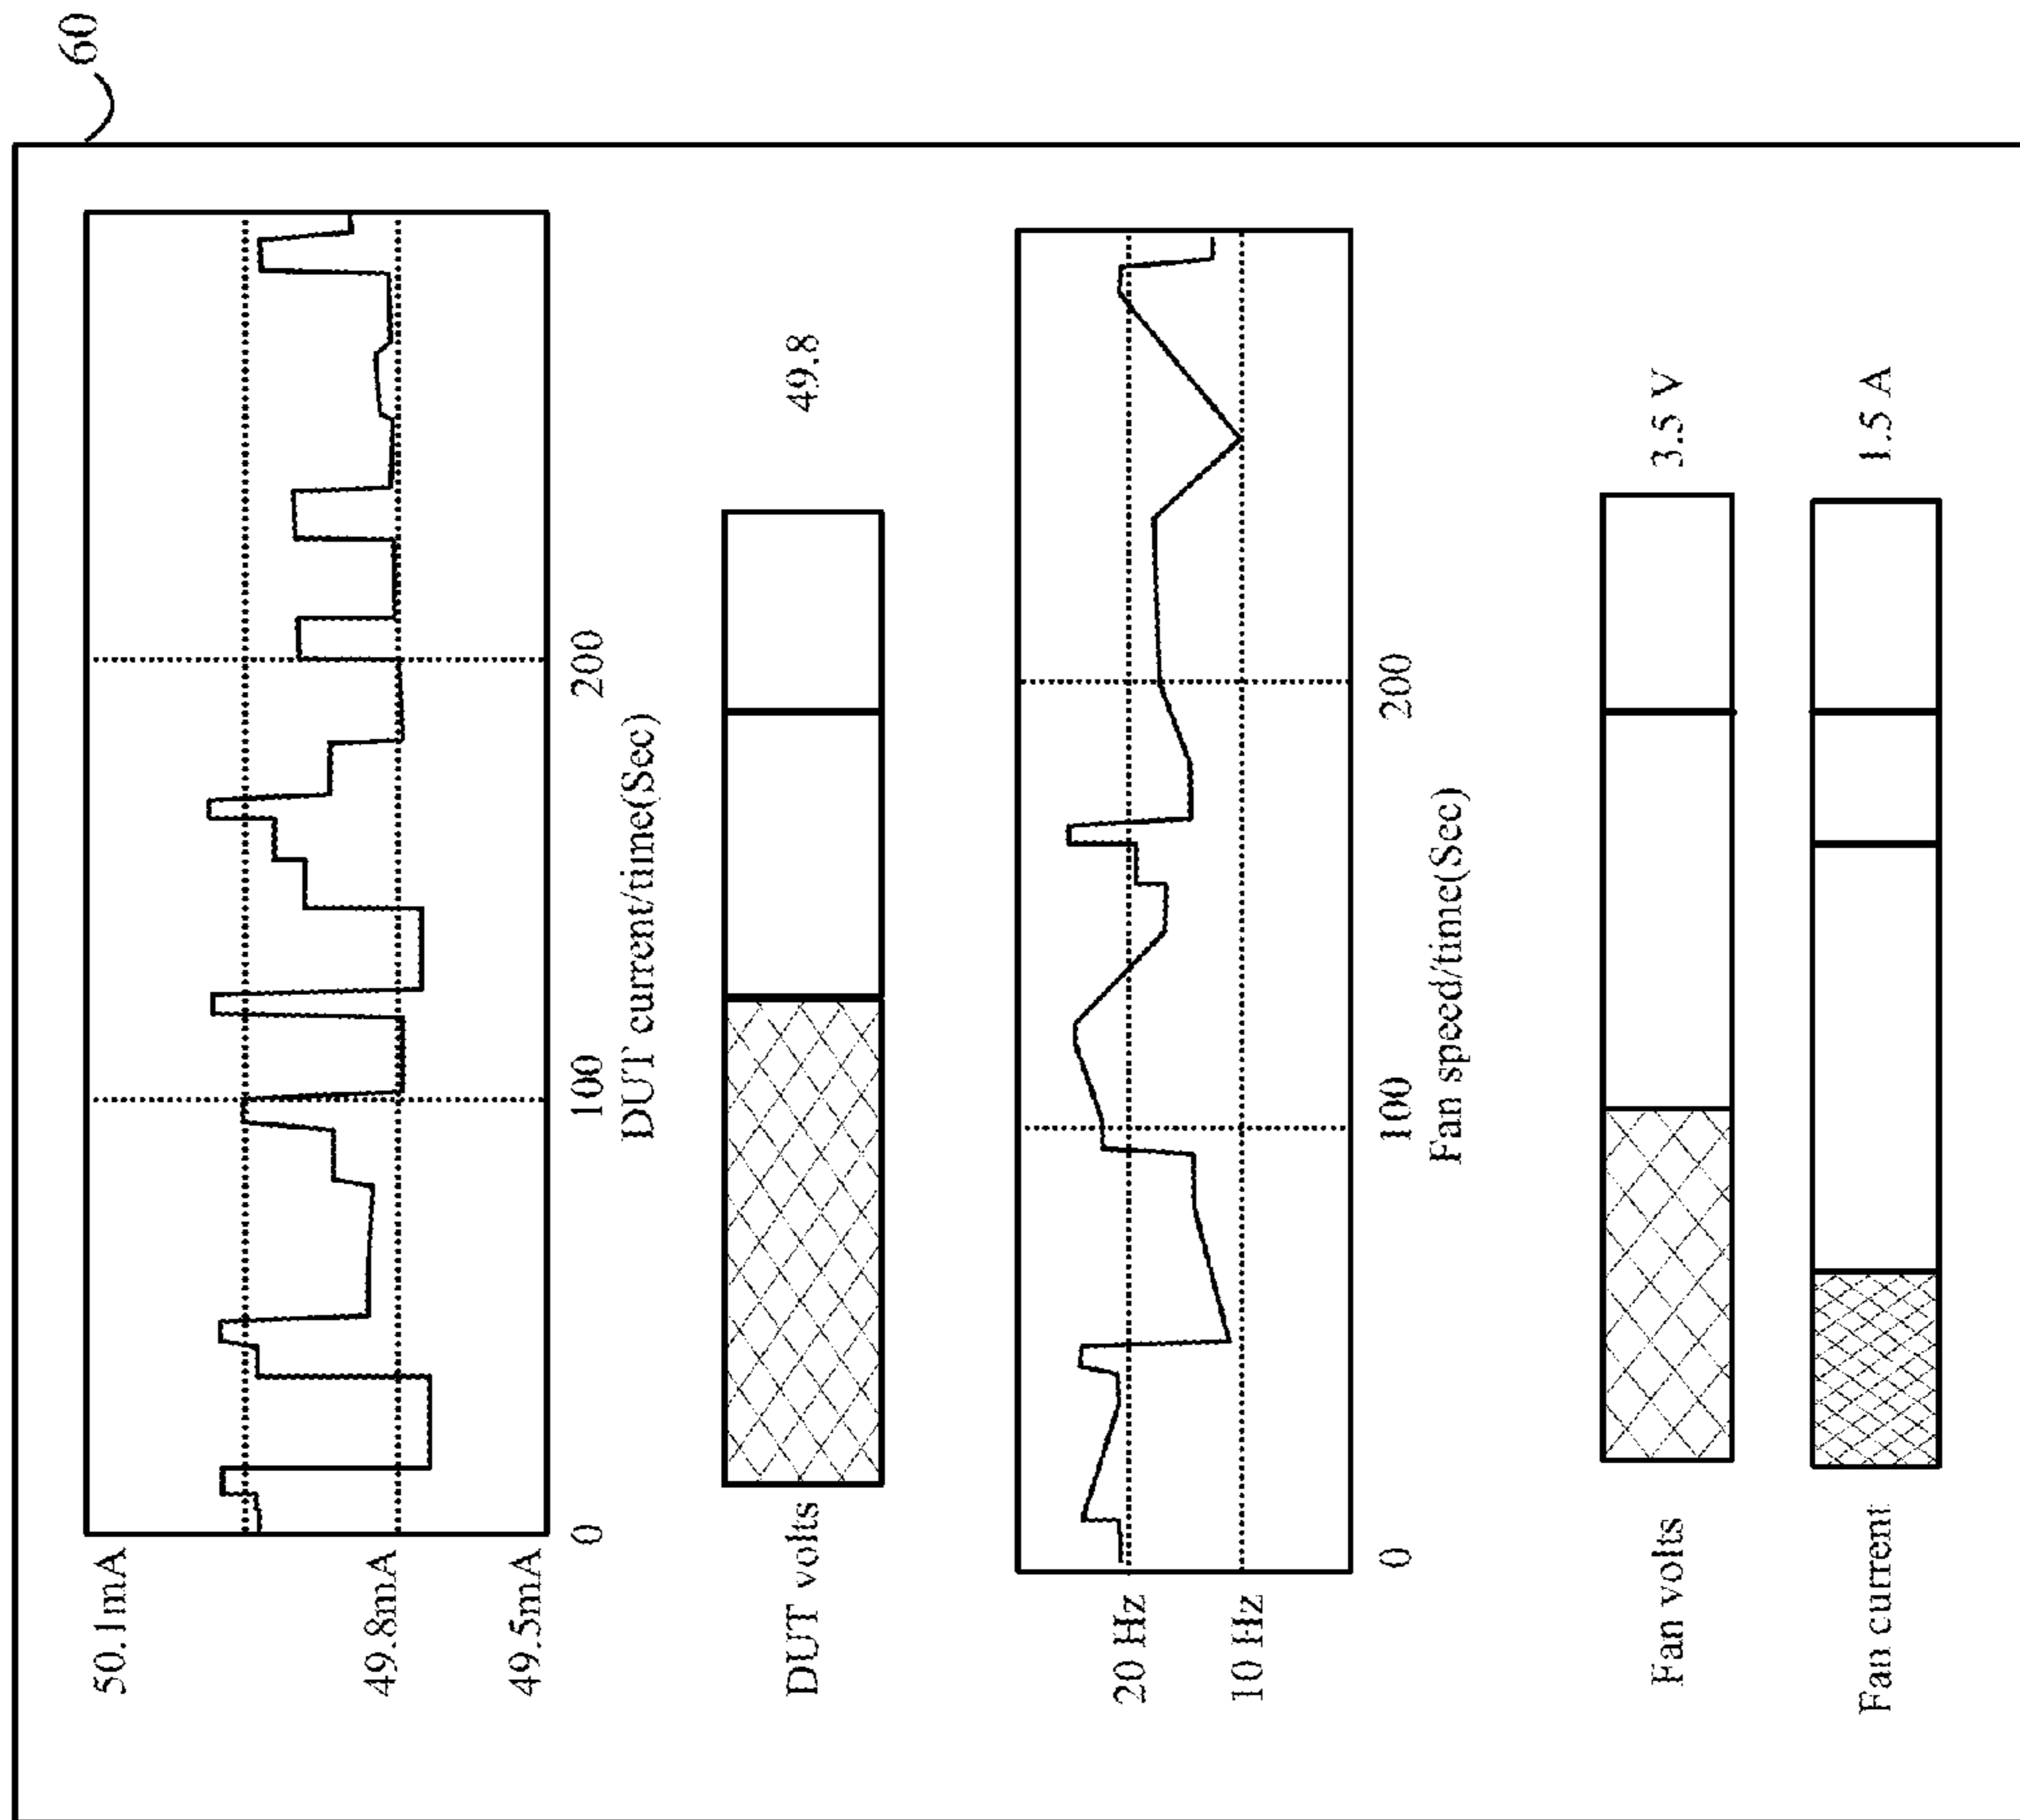 60
50.1mA
49.8mA
49.5mA
0
100
200
DUT current/time(Sec)
DUT volts
49.8
20 Hz
10 Hz
0
100
200
Fan speed/time(Sec)
Fan volts
3.5 V
Fan current
1.5 A